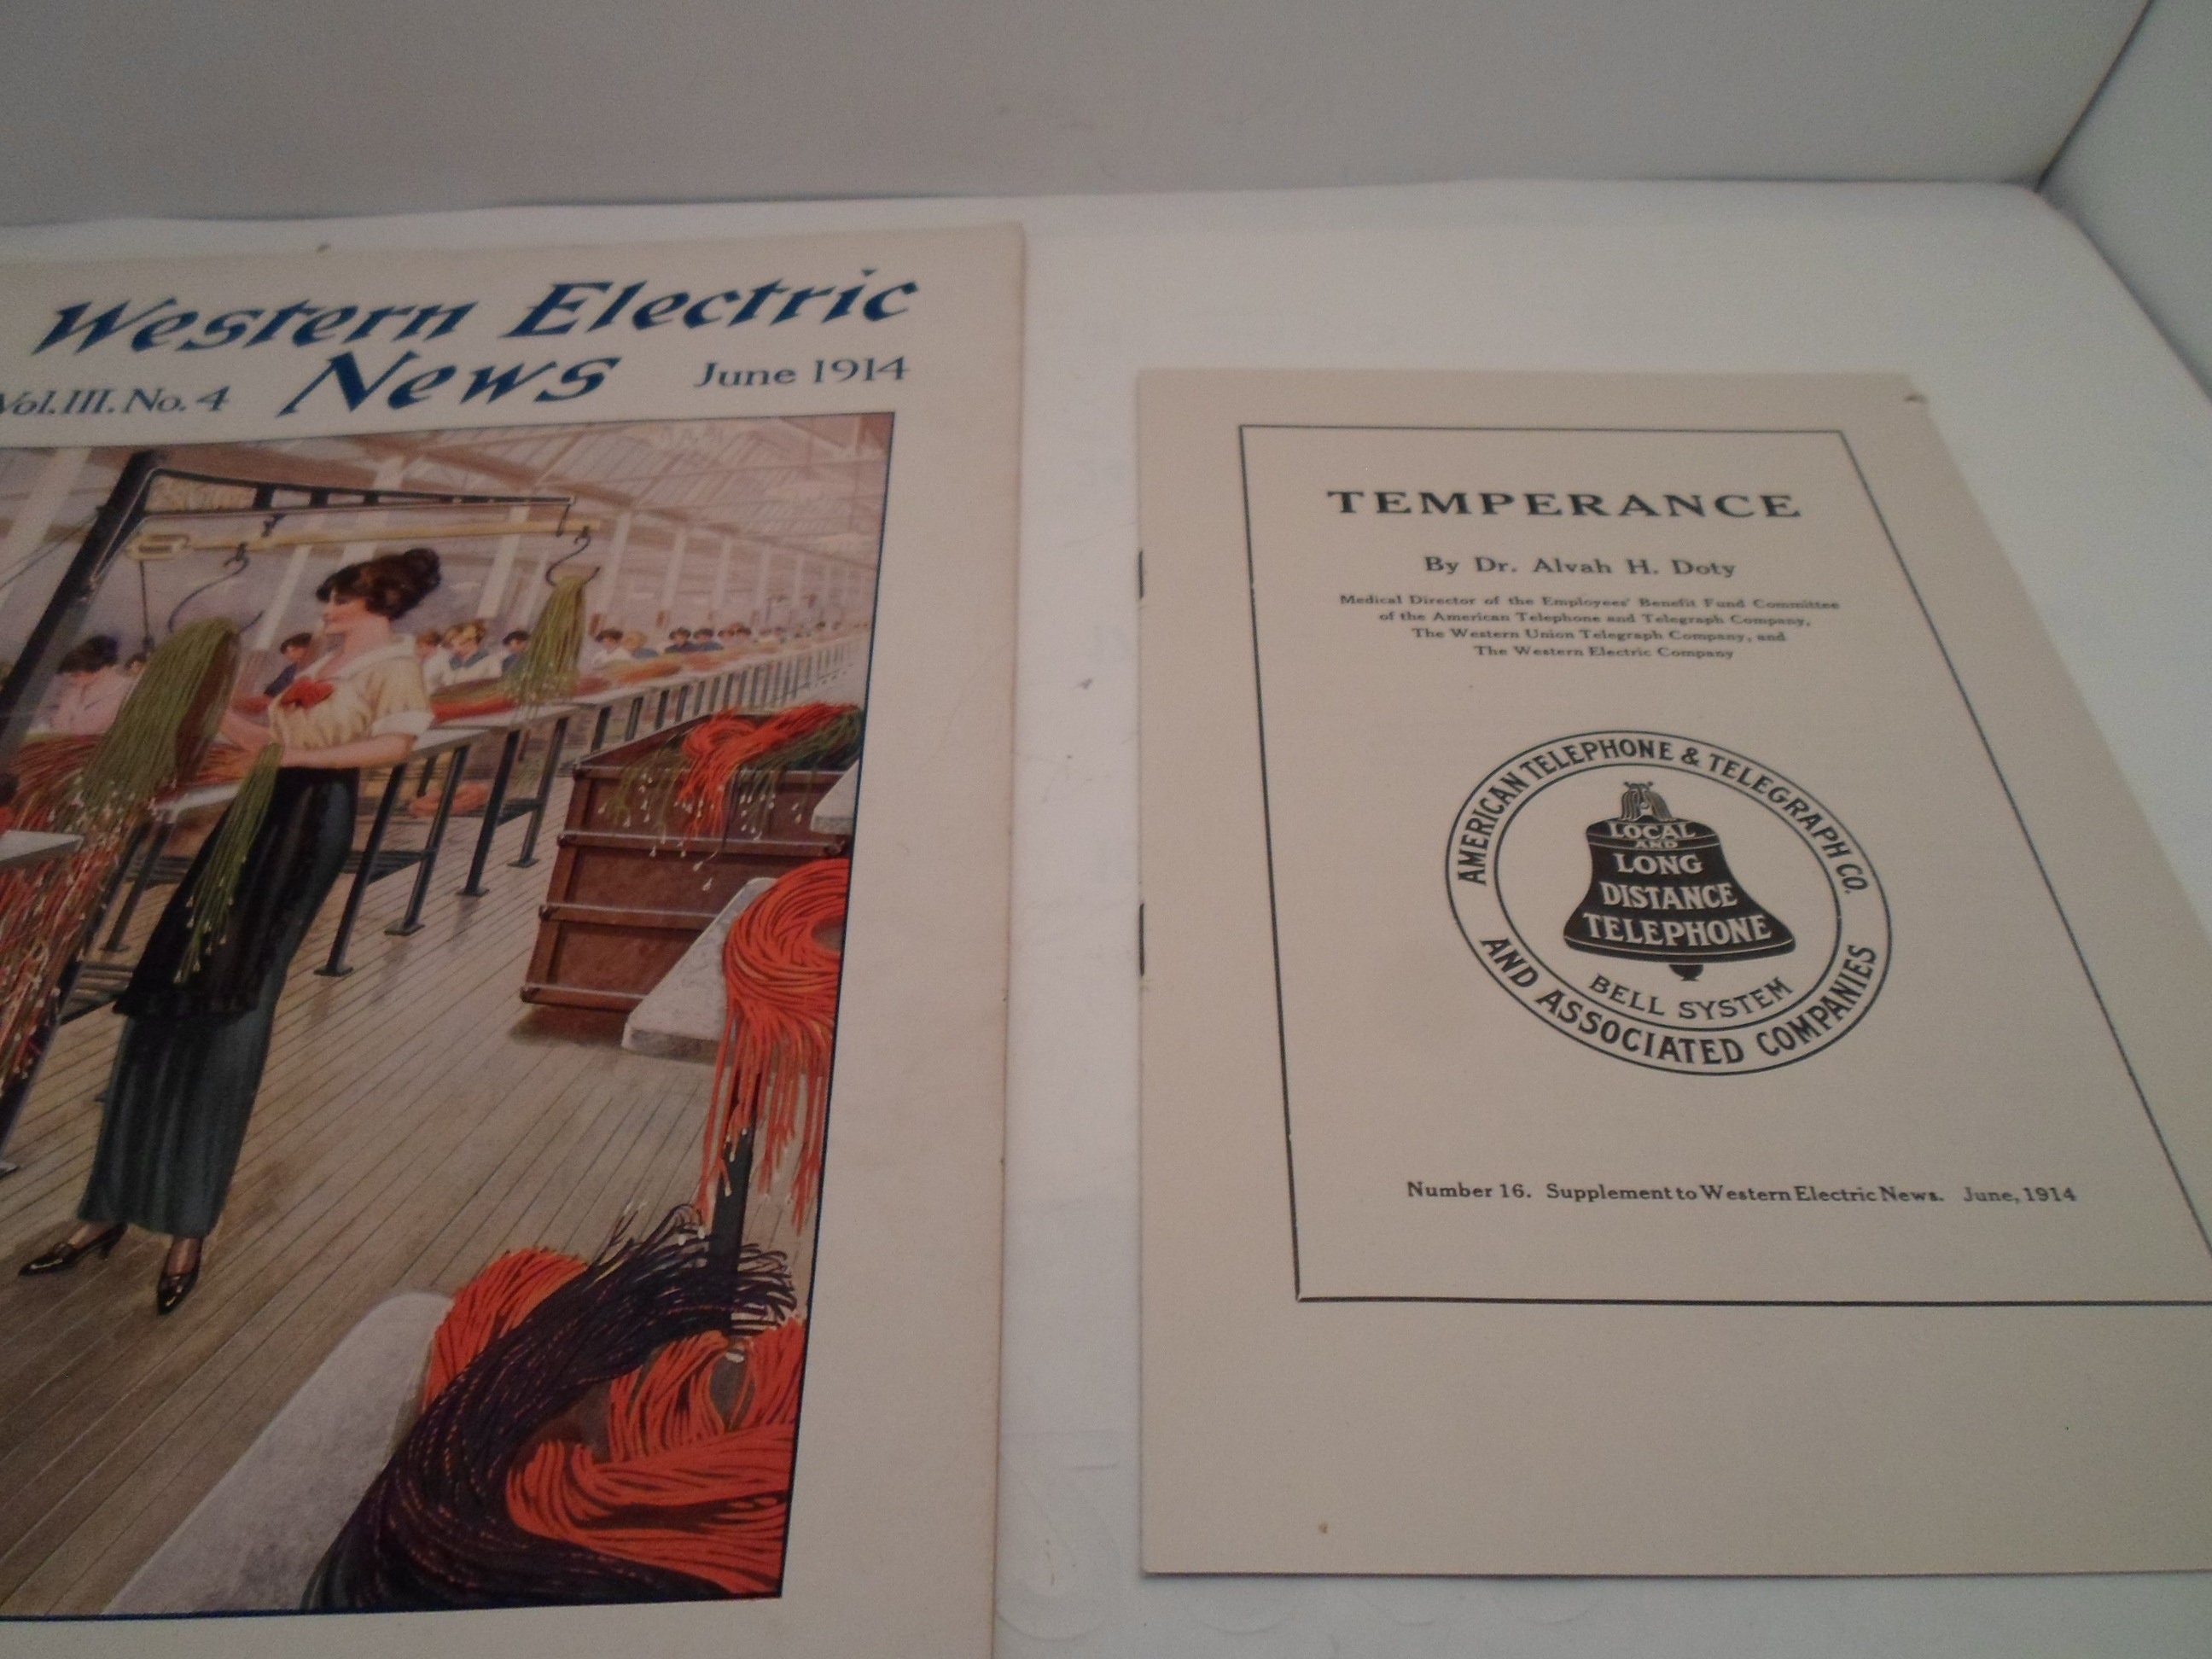 Western Electric
News
Vol.III. No. 4
June 1914
TEMPERANCE
By Dr. Alvah H. Doty
Medical Director of the Employees' Benefit Fund Committee
of the American Telephone and Telegraph Company,
The Western Union Telegraph Company, and
The Western Electric Company
AMERICAN TELEPHONE & TELEGRAPH CO.
AND ASSOCIATED COMPANIES
LOCAL
AND
LONG
DISTANCE
TELEPHONE
BELL SYSTEM
Number 16. Supplement to Western Electric News. June, 1914